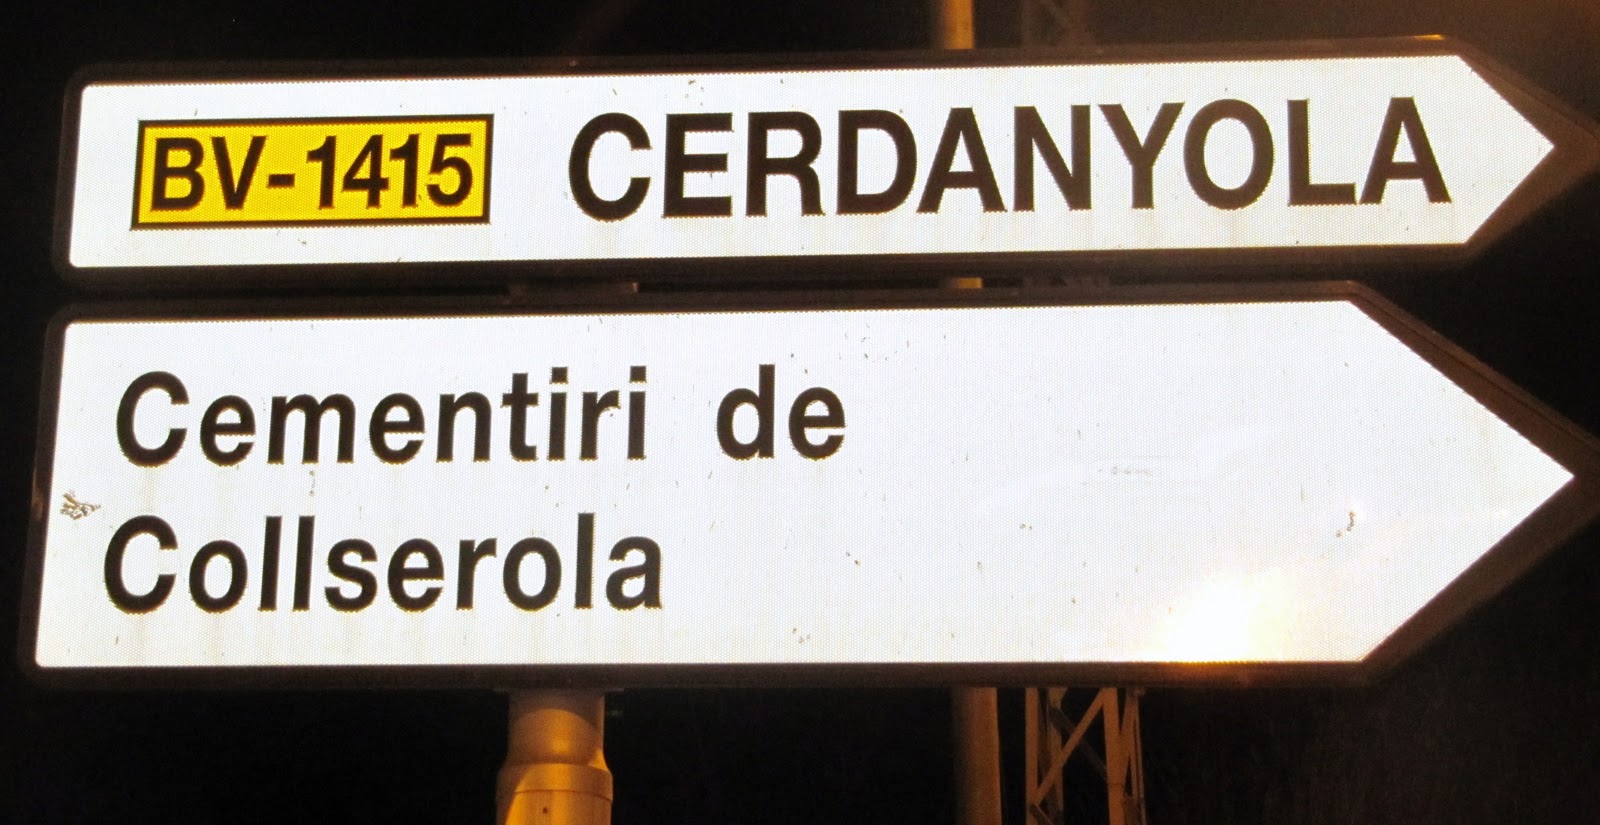 BV-1415 CERDANYOLA
Cementiri de
Collserola